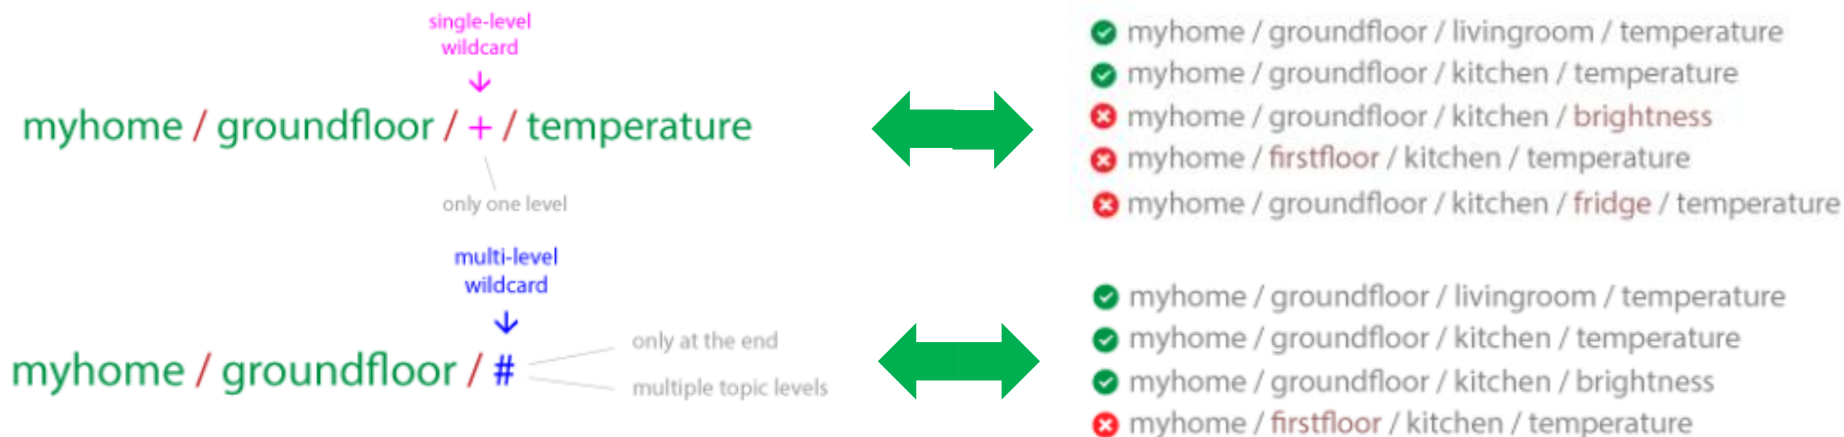 single-level
wildcard
↓
myhome / groundfloor / + / temperature
only one level
myhome / groundfloor / livingroom / temperature
myhome / groundfloor / kitchen / temperature
myhome / groundfloor / kitchen / brightness
myhome / firstfloor / kitchen / temperature
myhome / groundfloor / kitchen / fridge / temperature
multi-level
wildcard
↓
myhome / groundfloor / #
only at the end
multiple topic levels
myhome / groundfloor / livingroom / temperature
myhome / groundfloor / kitchen / temperature
myhome / groundfloor / kitchen / brightness
myhome / firstfloor / kitchen / temperature